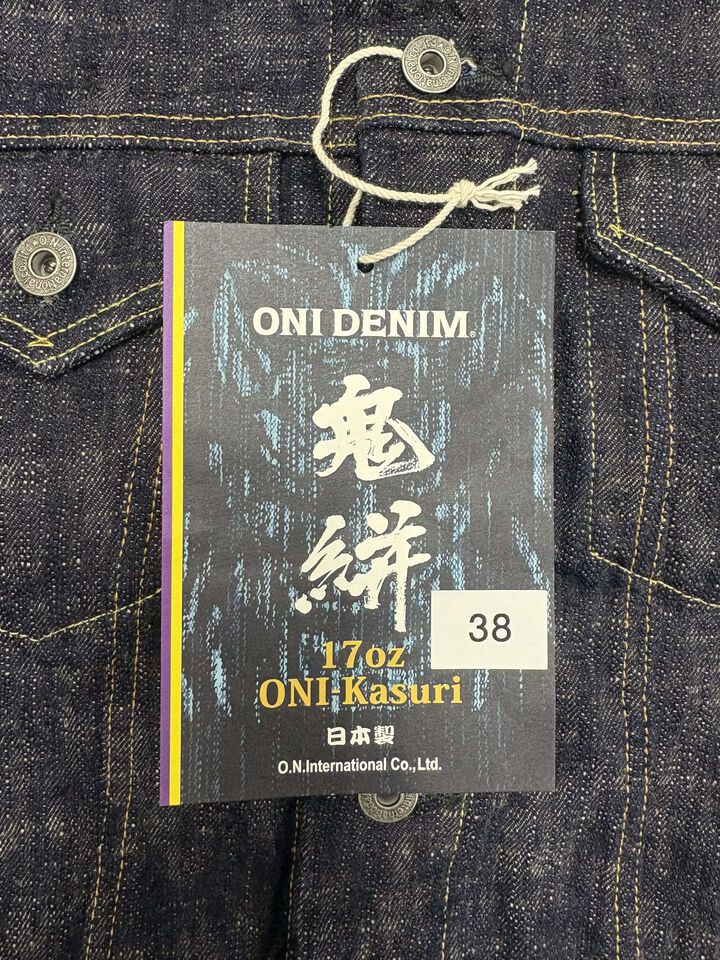 ONI DENIM®
鬼
絣
38
17oz
ONI-Kasuri
日本製
O.N.International Co.,Ltd.